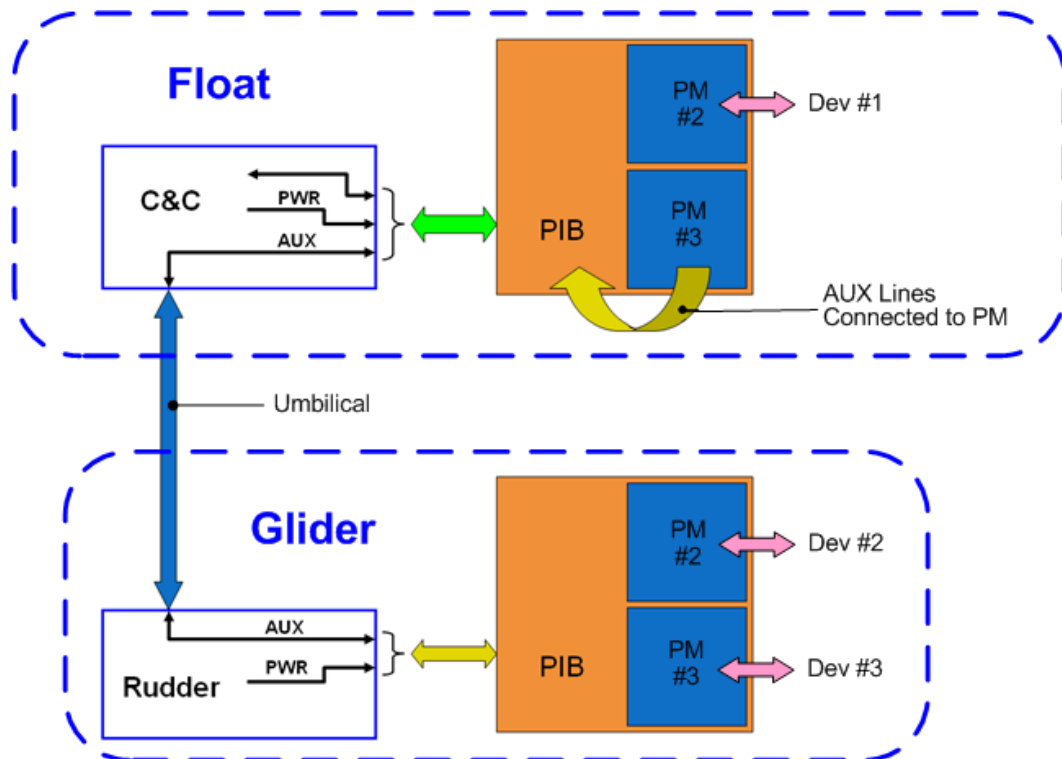 Float
PM
#2
Dev #1
C&C
PWR
AUX
PIB
PM
#3
AUX Lines
Connected to PM
Umbilical
Glider
PM
#2
Dev #2
AUX
PWR
Rudder
PIB
PM
#3
Dev #3